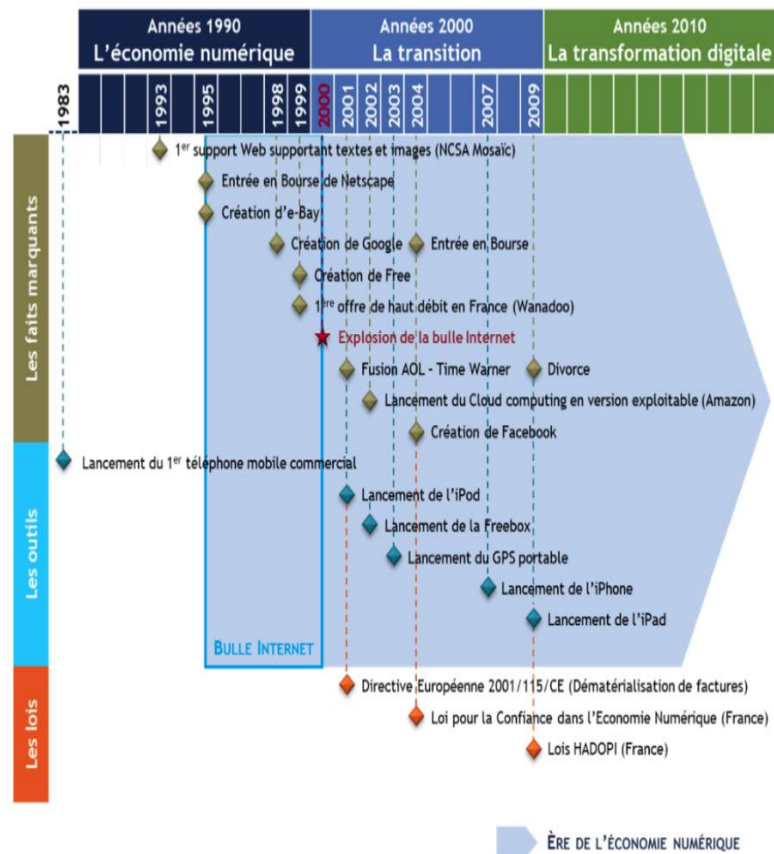 Années 1990
L'économie numérique
Années 2000
La transition
Années 2010
La transformation digitale
1983
1993
1995
1998
1999
2000
2001
2002
2003
2004
2007
2009
Les faits marquants
1er support Web supportant textes et images (NCSA Mosaïc)
Entrée en Bourse de Netscape
Création d'e-Bay
Création de Google
Entrée en Bourse
Création de Free
1ère offre de haut débit en France (Wanadoo)
Explosion de la bulle Internet
Fusion AOL - Time Warner
Divorce
Lancement du Cloud computing en version exploitable (Amazon)
Création de Facebook
Les outils
Lancement du 1er téléphone mobile commercial
Lancement de l'iPod
Lancement de la Freebox
Lancement du GPS portable
Lancement de l'iPhone
Lancement de l'iPad
BULLE INTERNET
Les lois
Directive Européenne 2001/115/CE (Dématérialisation de factures)
Loi pour la Confiance dans l'Economie Numérique (France)
Lois HADOPI (France)
ÈRE DE L'ÉCONOMIE NUMÉRIQUE